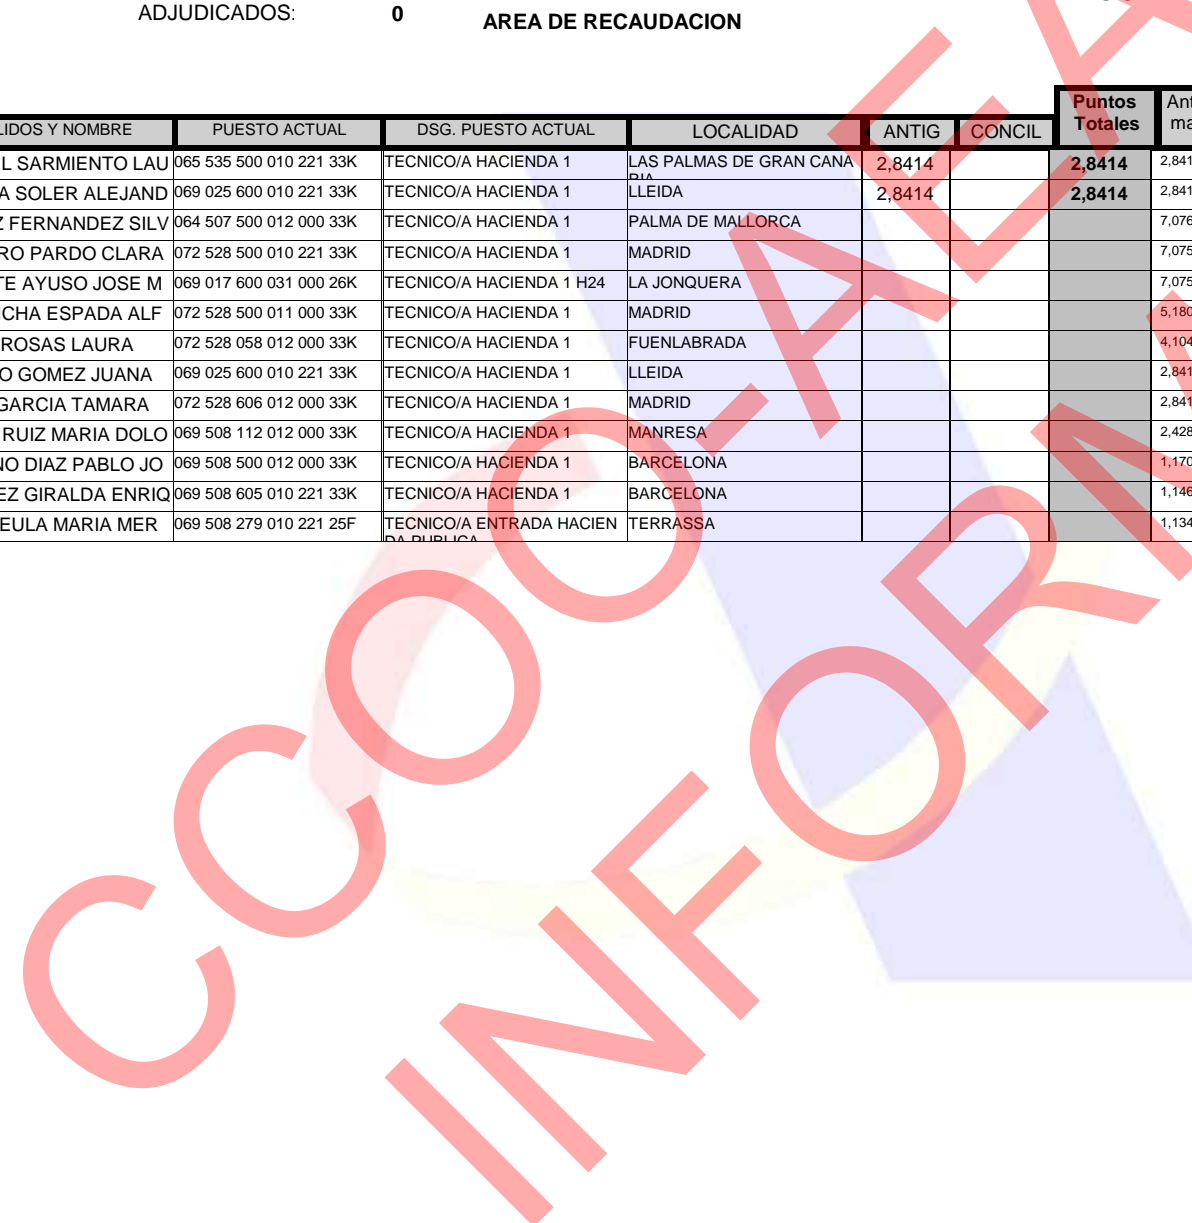 ADJUDICADOS: 0 AREA DE RECAUDACION
LIDOS Y NOMBRE PUESTO ACTUAL DSG. PUESTO ACTUAL LOCALIDAD ANTIG CONCIL Puntos Totales Ant ma
L SARMIENTO LAU 065 535 500 010 221 33K TECNICO/A HACIENDA 1 LAS PALMAS DE GRAN CANA RIA 2,8414 2,8414 2,841
A SOLER ALEJAND 069 025 600 010 221 33K TECNICO/A HACIENDA 1 LLEIDA 2,8414 2,8414 2,841
Z FERNANDEZ SILV 064 507 500 012 000 33K TECNICO/A HACIENDA 1 PALMA DE MALLORCA 7,076
RO PARDO CLARA 072 528 500 010 221 33K TECNICO/A HACIENDA 1 MADRID 7,075
TE AYUSO JOSE M 069 017 600 031 000 26K TECNICO/A HACIENDA 1 H24 LA JONQUERA 7,075
CHA ESPADA ALF 072 528 500 011 000 33K TECNICO/A HACIENDA 1 MADRID 5,180
ROSAS LAURA 072 528 058 012 000 33K TECNICO/A HACIENDA 1 FUENLABRADA 4,104
O GOMEZ JUANA 069 025 600 010 221 33K TECNICO/A HACIENDA 1 LLEIDA 2,841
GARCIA TAMARA 072 528 606 012 000 33K TECNICO/A HACIENDA 1 MADRID 2,841
RUIZ MARIA DOLO 069 508 112 012 000 33K TECNICO/A HACIENDA 1 MANRESA 2,428
NO DIAZ PABLO JO 069 508 500 012 000 33K TECNICO/A HACIENDA 1 BARCELONA 1,170
EZ GIRALDA ENRIQ 069 508 605 010 221 33K TECNICO/A HACIENDA 1 BARCELONA 1,146
EULA MARIA MER 069 508 279 010 221 25F TECNICO/A ENTRADA HACIEN DA PUBLICA TERRASSA 1,134
CCOO-AEA
INFORM